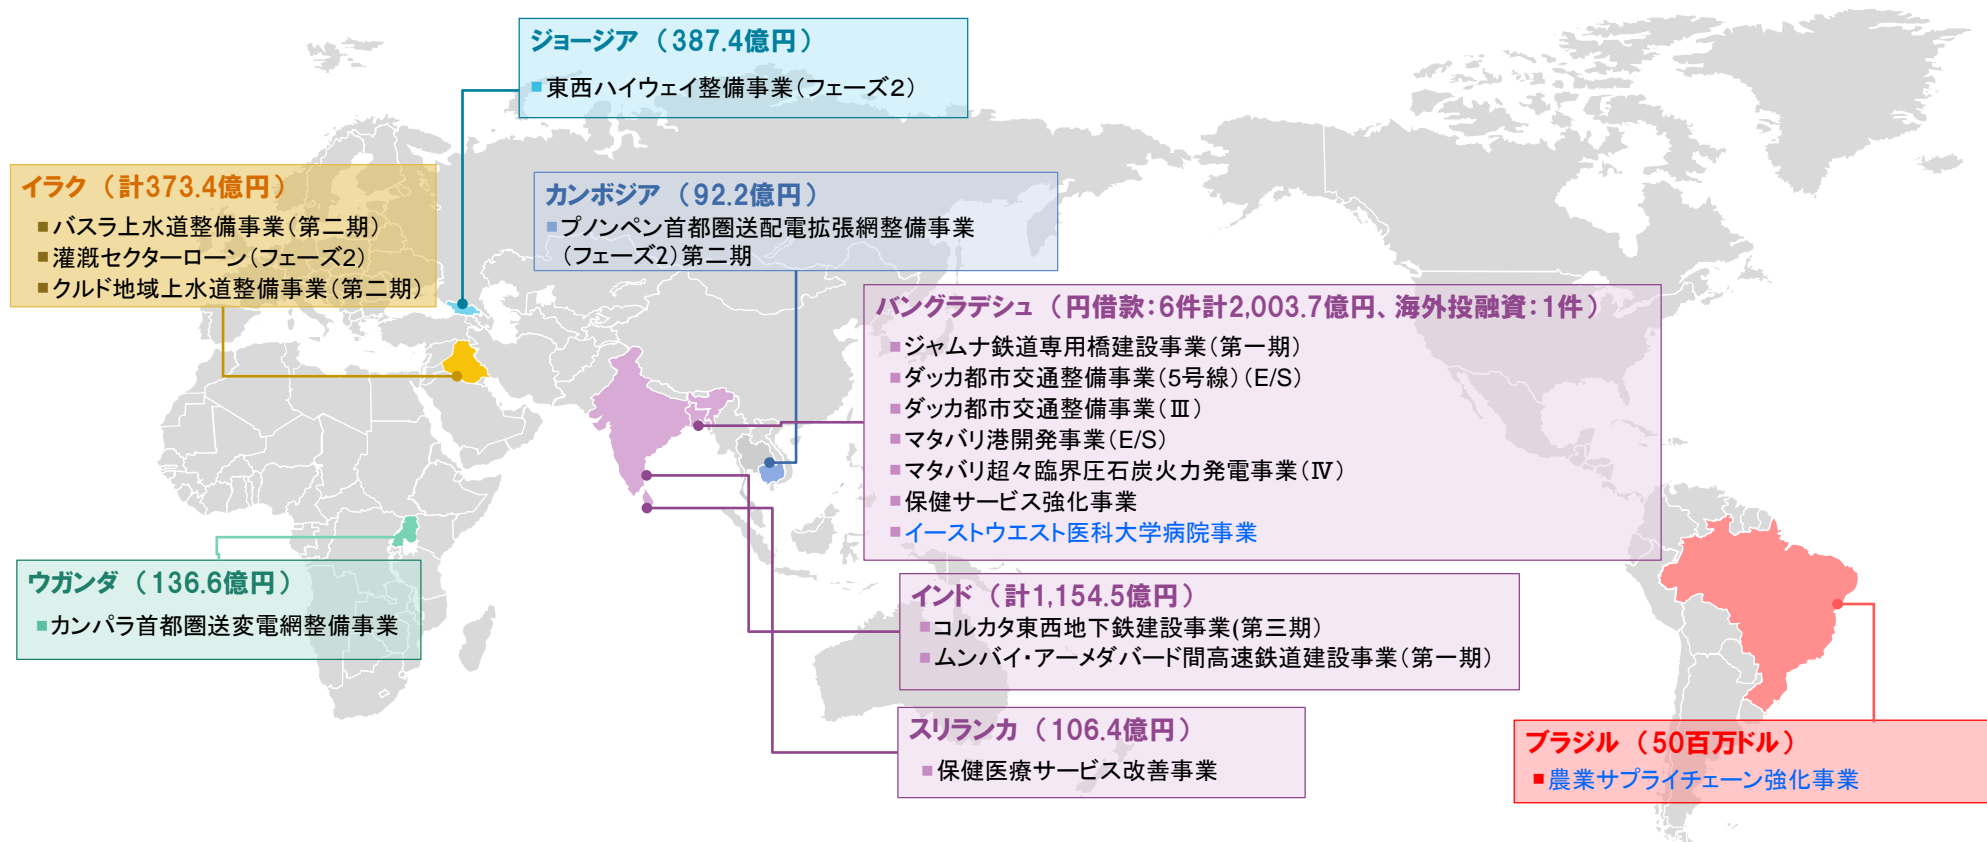 ジョージア （387.4億円）
■東西ハイウェイ整備事業（フェーズ2）
イラク （計373.4億円）
■バスラ上水道整備事業（第二期）
■灌漑セクターローン（フェーズ2）
■クルド地域上水道整備事業（第二期）
カンボジア （92.2億円）
■プノンペン首都圏送配電拡張網整備事業
（フェーズ2）第二期
バングラデシュ （円借款：6件計2,003.7億円、海外投融資：1件）
■ジャムナ鉄道専用橋建設事業（第一期）
■ダッカ都市交通整備事業（5号線）（E/S）
■ダッカ都市交通整備事業（Ⅲ）
■マタバリ港開発事業（E/S）
■マタバリ超々臨界圧石炭火力発電事業（Ⅳ）
■保健サービス強化事業
■イーストウエスト医科大学病院事業
ウガンダ （136.6億円）
■カンパラ首都圏送変電網整備事業
インド （計1,154.5億円）
■コルカタ東西地下鉄建設事業(第三期）
■ムンバイ・アーメダバード間高速鉄道建設事業（第一期）
スリランカ （106.4億円）
■保健医療サービス改善事業
ブラジル （50百万ドル）
■農業サプライチェーン強化事業